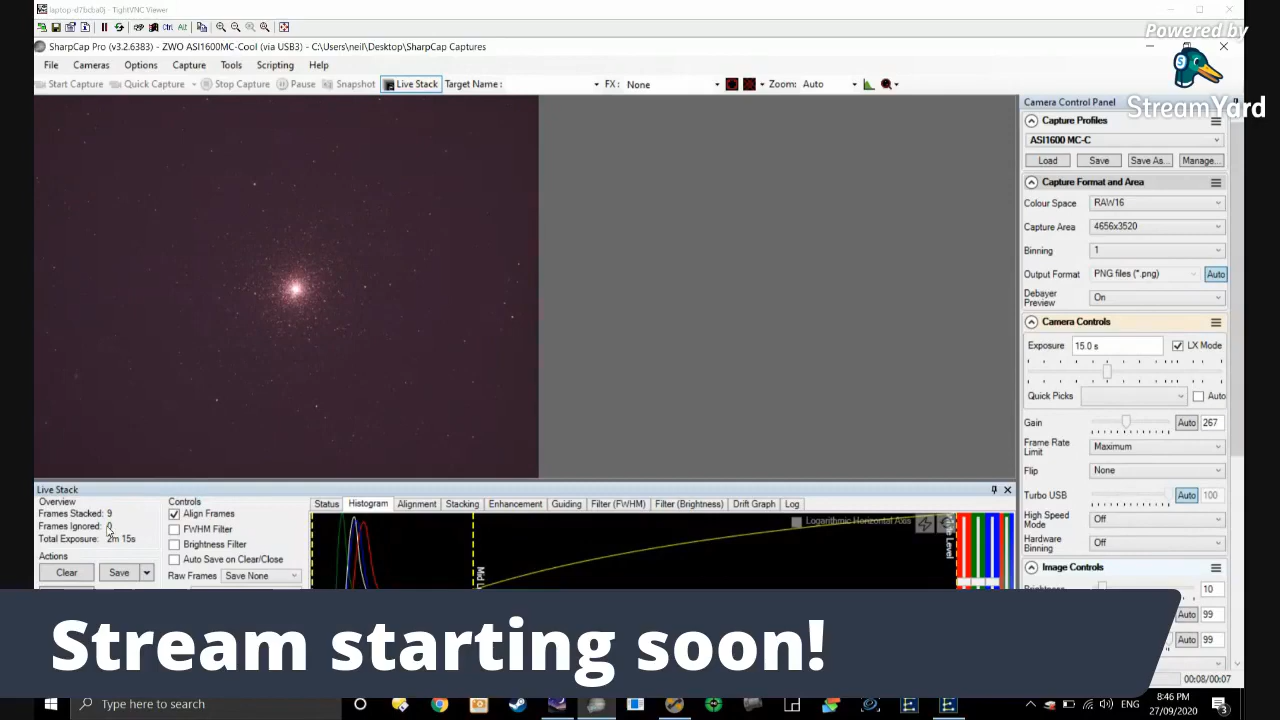 laptop-d7bcba0j - TightVNC Viewer
Ctrl Alt
Powered by
StreamYard
SharpCap Pro (v3.2.6383) - ZWO ASI1600MC-Cool (via USB3) - C:\Users\neil\Desktop\SharpCap Captures
File Cameras Options Capture Tools Scripting Help
Start Capture Quick Capture Stop Capture Pause Snapshot Live Stack Target Name: FX: None Zoom: Auto
Camera Control Panel
Capture Profiles
ASI1600 MC-C
Load Save Save As... Manage...
Capture Format and Area
Colour Space RAW16
Capture Area 4656x3520
Binning 1
Output Format PNG files (*.png) Auto
Debayer Preview On
Camera Controls
Exposure 15.0 s LX Mode
Quick Picks Auto
Gain Auto 267
Frame Rate Limit Maximum
Flip None
Turbo USB Auto 100
High Speed Mode Off
Hardware Binning Off
Image Controls
Brightness 10
Auto 99
Auto 99
Live Stack
Overview
Frames Stacked: 9
Frames Ignored: 0
Total Exposure: 2m 15s
Actions
Clear Save
Controls
Align Frames
FWHM Filter
Brightness Filter
Auto Save on Clear/Close
Raw Frames Save None
Status Histogram Alignment Stacking Enhancement Guiding Filter (FWHM) Filter (Brightness) Drift Graph Log
Logarithmic Horizontal Axis
Stream starting soon!
00:08/00:07
Type here to search
ENG
8:46 PM
27/09/2020
3